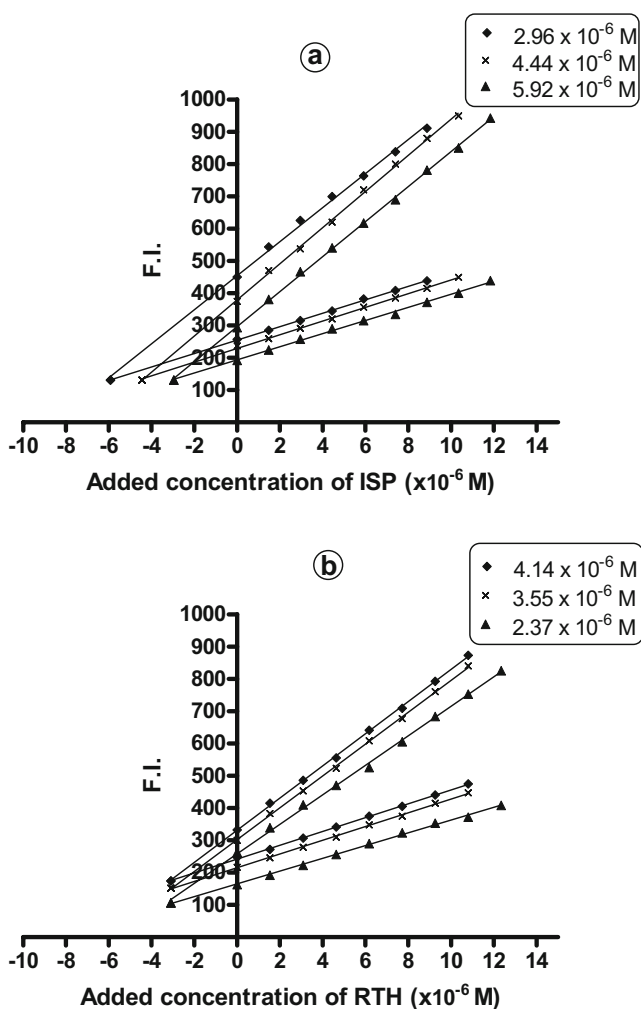 a
2.96 x 10⁻⁶ M
4.44 x 10⁻⁶ M
5.92 x 10⁻⁶ M
1000
900
800
700
600
500
400
300
200
100
F.I.
-10 -8 -6 -4 -2 0 2 4 6 8 10 12 14
Added concentration of ISP (x10⁻⁶ M)
b
4.14 x 10⁻⁶ M
3.55 x 10⁻⁶ M
2.37 x 10⁻⁶ M
1000
900
800
700
600
500
400
300
200
100
F.I.
-10 -8 -6 -4 -2 0 2 4 6 8 10 12 14
Added concentration of RTH (x10⁻⁶ M)